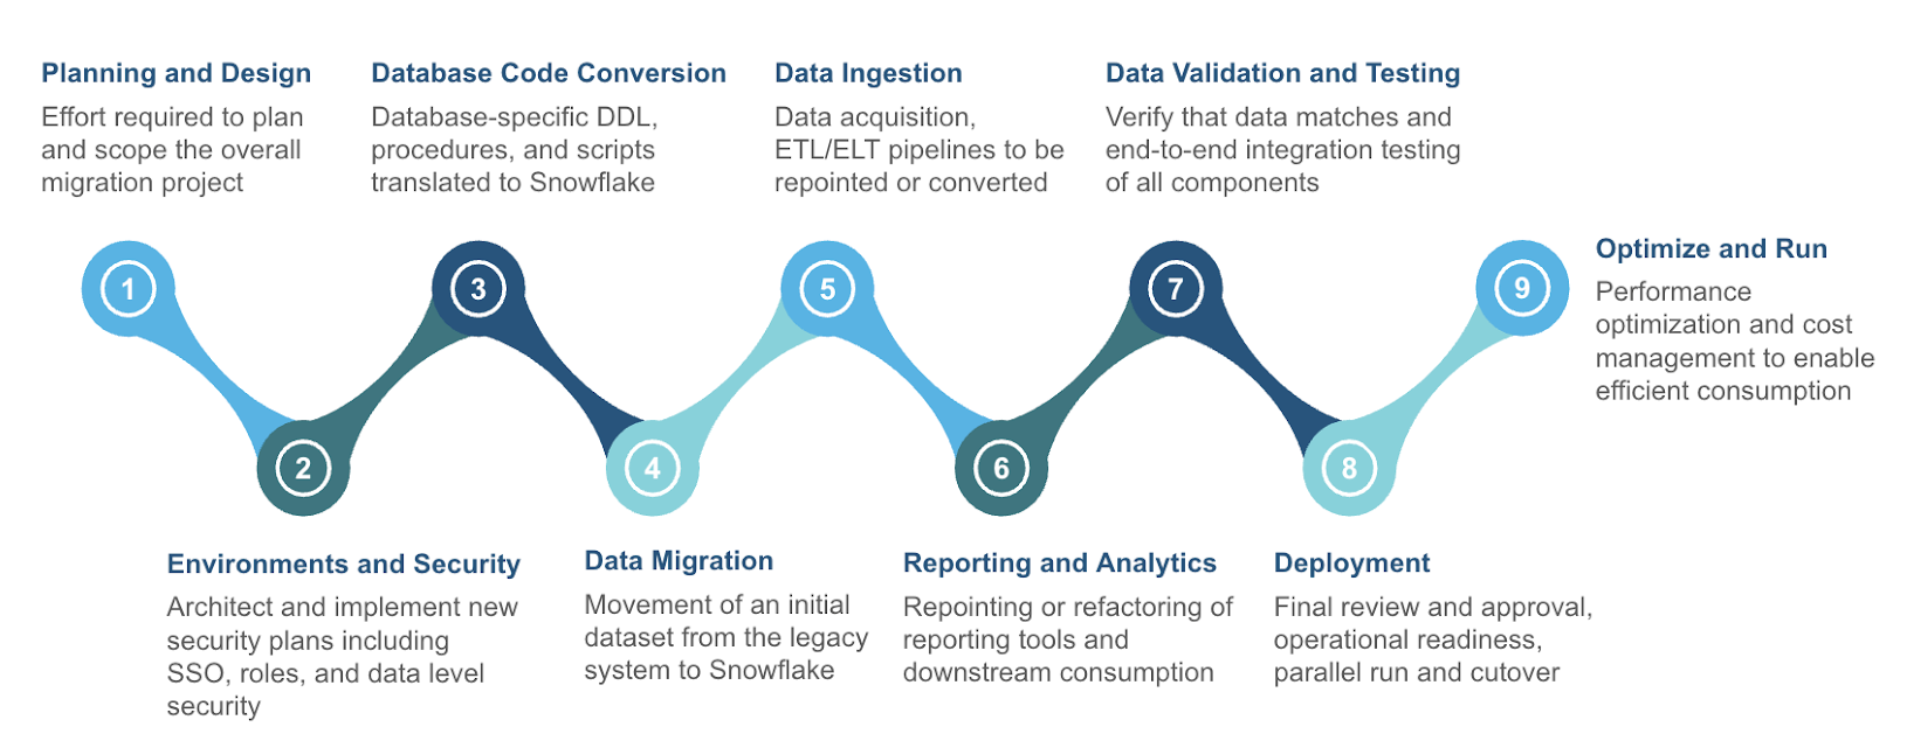 Planning and Design
Effort required to plan
and scope the overall
migration project
Database Code Conversion
Database-specific DDL,
procedures, and scripts
translated to Snowflake
Data Ingestion
Data acquisition,
ETL/ELT pipelines to be
repointed or converted
Data Validation and Testing
Verify that data matches and
end-to-end integration testing
of all components
1
3
5
7
9
Optimize and Run
Performance
optimization and cost
management to enable
efficient consumption
2
4
6
8
Environments and Security
Architect and implement new
security plans including
SSO, roles, and data level
security
Data Migration
Movement of an initial
dataset from the legacy
system to Snowflake
Reporting and Analytics
Repointing or refactoring of
reporting tools and
downstream consumption
Deployment
Final review and approval,
operational readiness,
parallel run and cutover